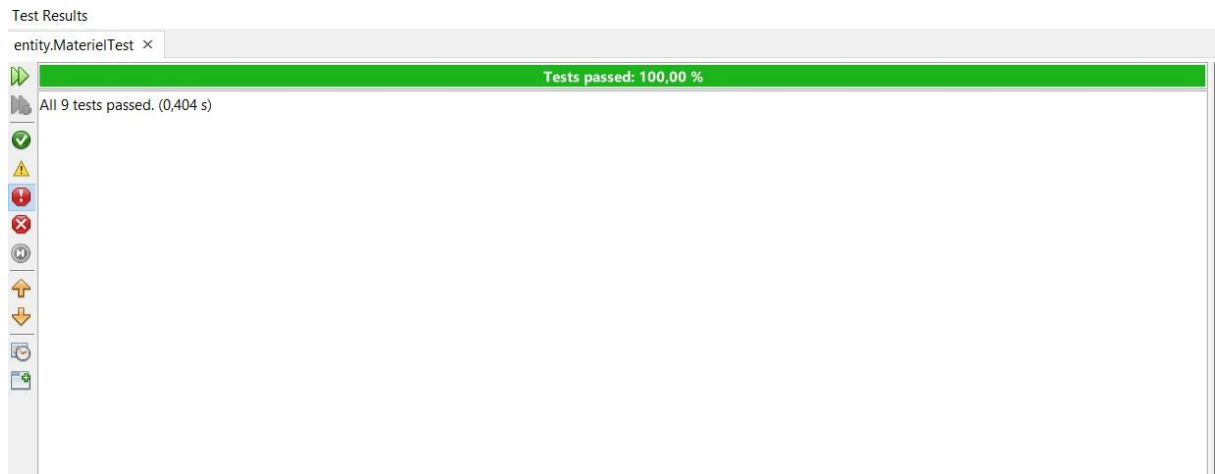 Test Results
entity.MaterielTest ×
Tests passed: 100,00 %
All 9 tests passed. (0,404 s)